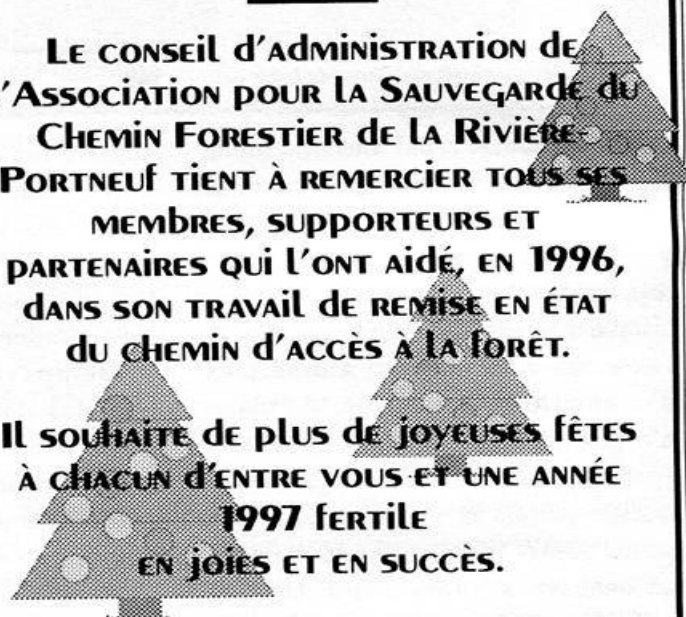 Le conseil d'administration de
'Association pour la Sauvegarde du
Chemin Forestier de la Rivière-
Portneuf tient à remercier tous ses
membres, supporteurs et
partenaires qui l'ont aidé, en 1996,
dans son travail de remise en état
du chemin d'accès à la forêt.
Il souhaite de plus de joyeuses fêtes
à chacun d'entre vous et une année
1997 fertile
en joies et en succès.